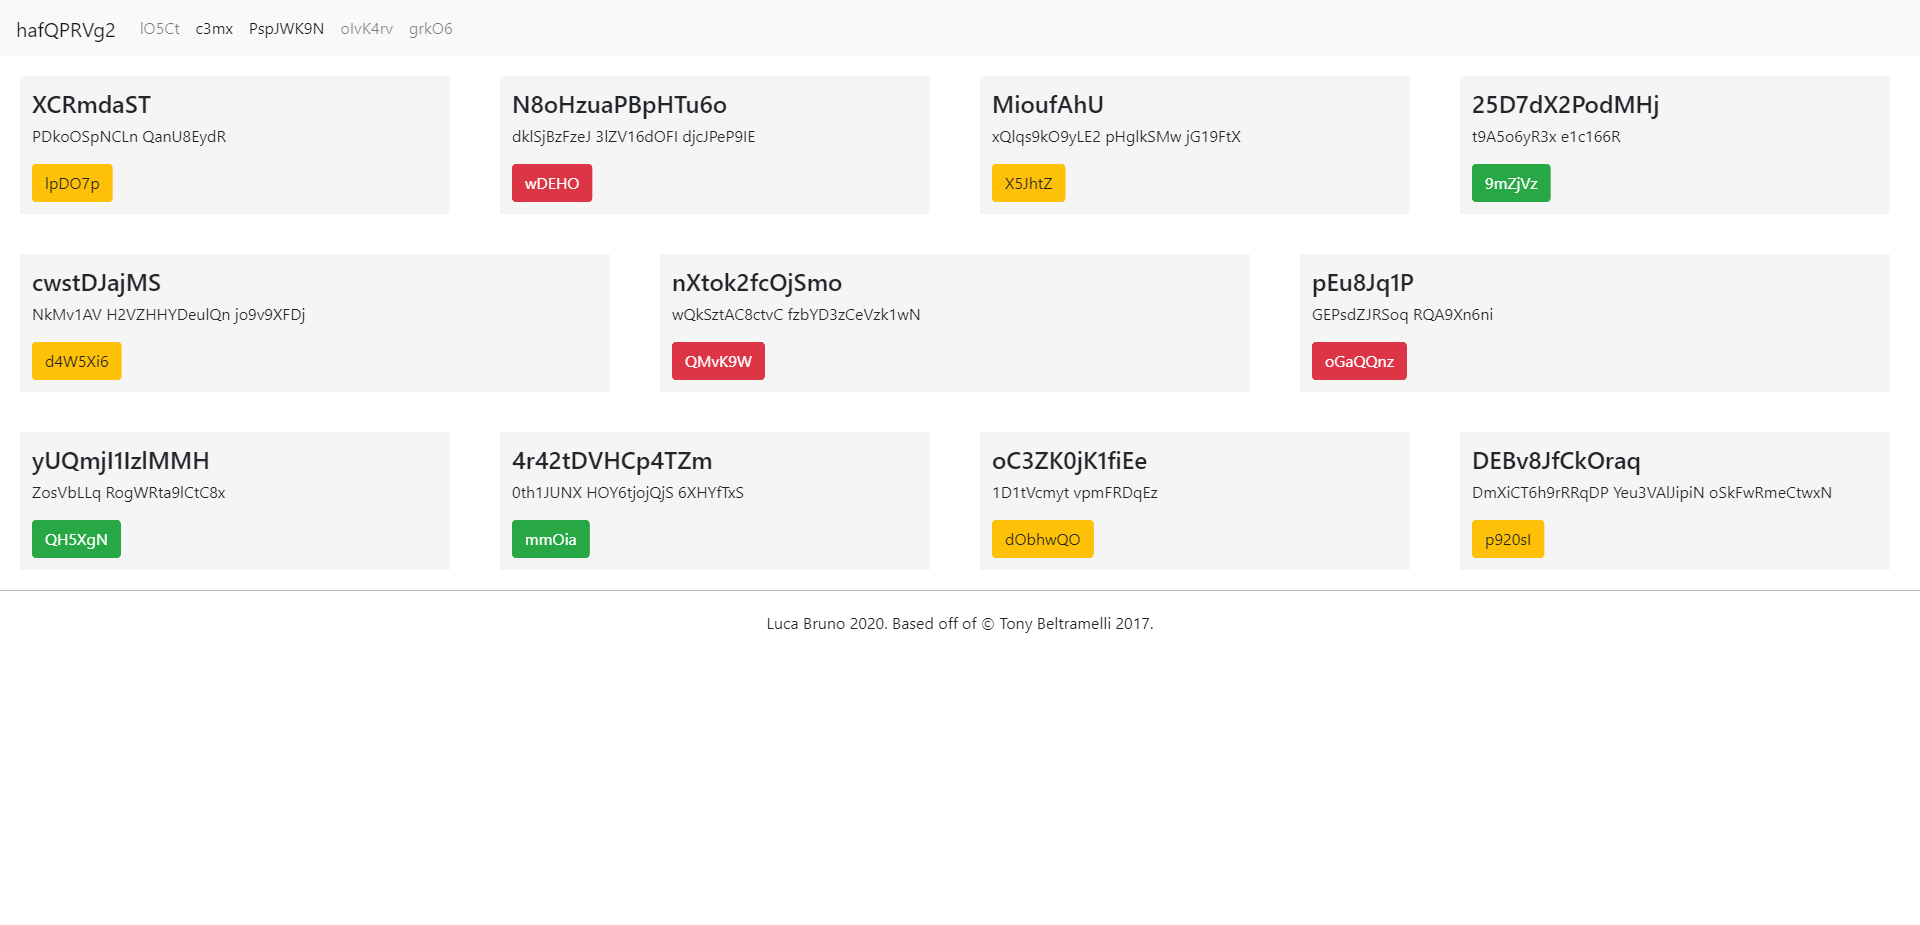 hafQPRVg2 lO5Ct c3mx PspJWK9N oIvK4rv grkO6
XCRmdaST
PDkoOSpNCLn QanU8EydR
lpDO7p
N8oHzuaPBpHTu6o
dklSjBzFzeJ 3lZV16dOFI djcJPeP9IE
wDEHO
MioufAhU
xQlqs9kO9yLE2 pHglkSMw jG19FtX
X5JhtZ
25D7dX2PodMHj
t9A5o6yR3x e1c166R
9mZjVz
cwstDJajMS
NkMv1AV H2VZHHYDeulQn jo9v9XFDj
d4W5Xi6
nXtok2fcOjSmo
wQkSztAC8ctvC fzbYD3zCeVzk1wN
QMvK9W
pEu8Jq1P
GEPsdZJRSoq RQA9Xn6ni
oGaQQnz
yUQmjI1IzlMMH
ZosVbLLq RogWRta9lCtC8x
QH5XgN
4r42tDVHCp4TZm
0th1JUNX HOY6tjojQjS 6XHYfTxS
mmOia
oC3ZK0jK1fiEe
1D1tVcmyt vpmFRDqEz
dObhwQO
DEBv8JfCkOraq
DmXiCT6h9rRRqDP Yeu3VAlJipiN oSkFwRmeCtwxN
p920sI
Luca Bruno 2020. Based off of © Tony Beltramelli 2017.